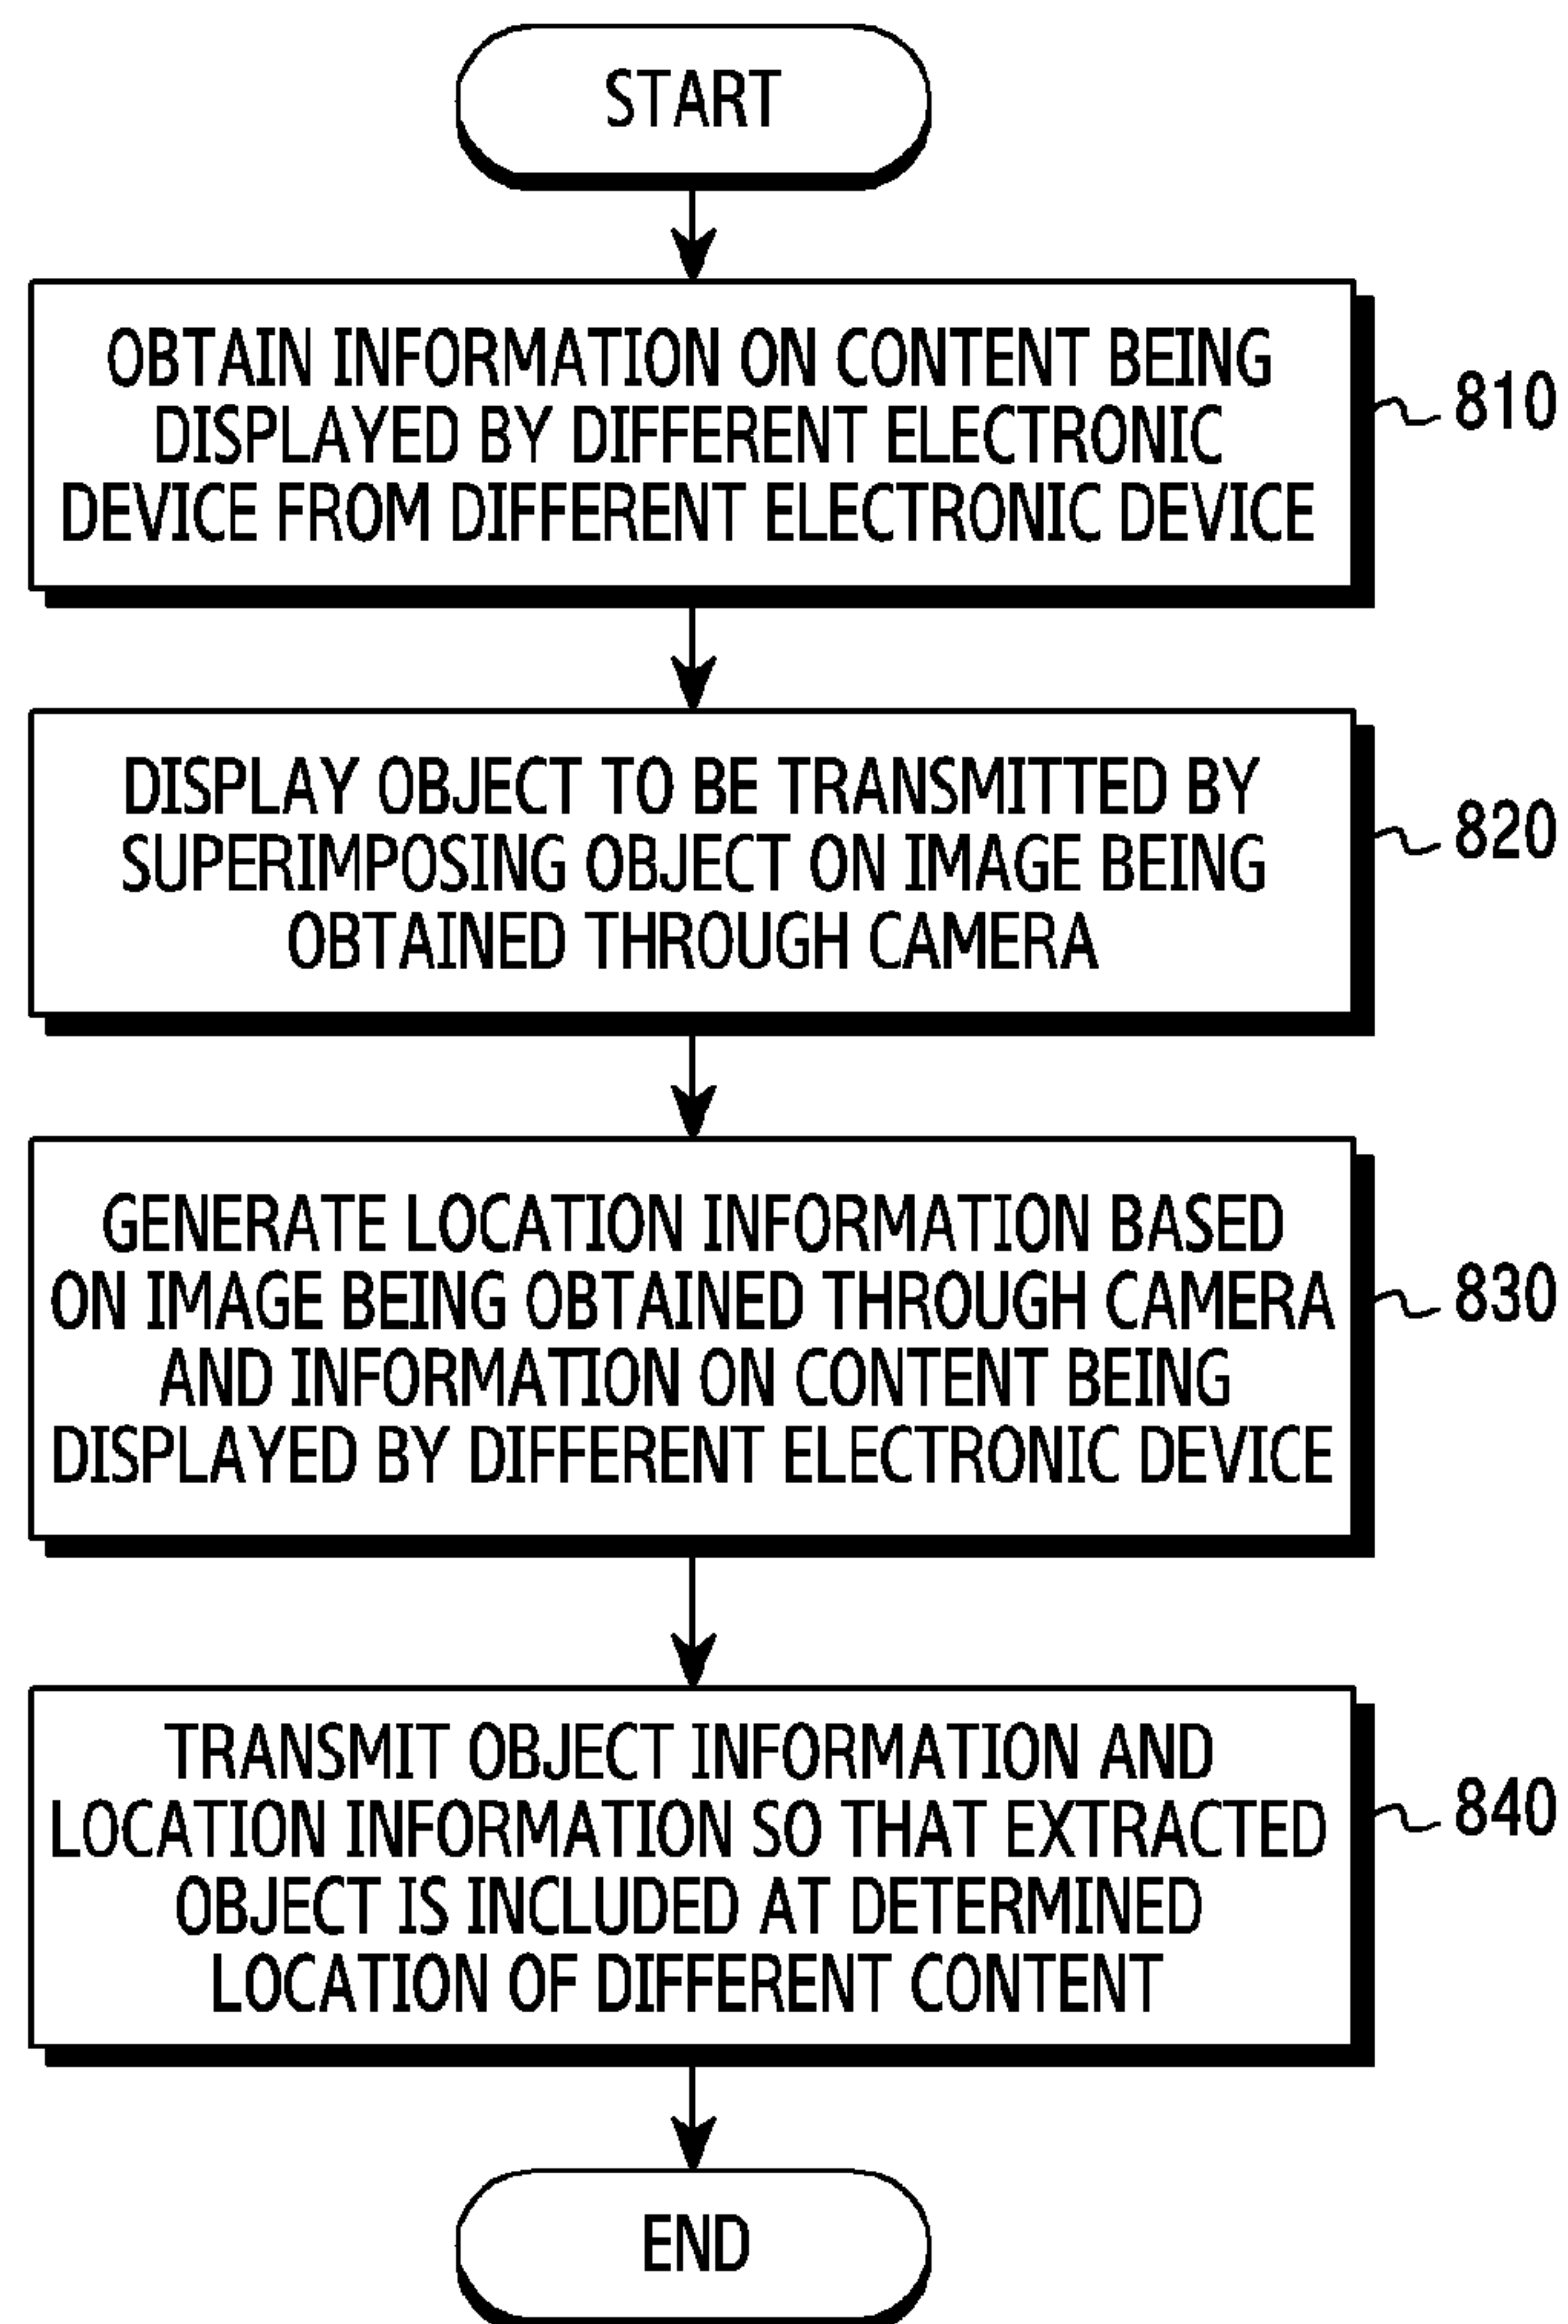 START
OBTAIN INFORMATION ON CONTENT BEING
DISPLAYED BY DIFFERENT ELECTRONIC
DEVICE FROM DIFFERENT ELECTRONIC DEVICE
810
DISPLAY OBJECT TO BE TRANSMITTED BY
SUPERIMPOSING OBJECT ON IMAGE BEING
OBTAINED THROUGH CAMERA
820
GENERATE LOCATION INFORMATION BASED
ON IMAGE BEING OBTAINED THROUGH CAMERA
AND INFORMATION ON CONTENT BEING
DISPLAYED BY DIFFERENT ELECTRONIC DEVICE
830
TRANSMIT OBJECT INFORMATION AND
LOCATION INFORMATION SO THAT EXTRACTED
OBJECT IS INCLUDED AT DETERMINED
LOCATION OF DIFFERENT CONTENT
840
END